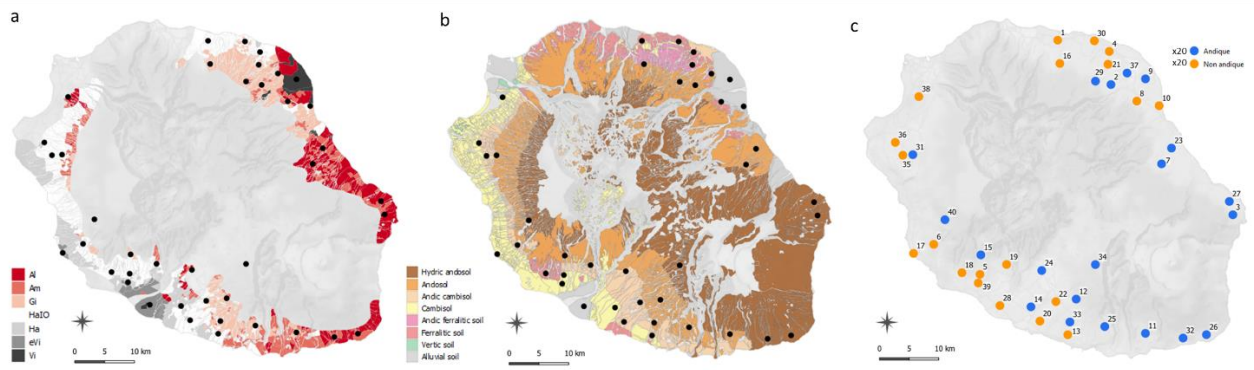 a
Al
Am
Gi
HaIO
Ha
eVi
Vi
0 5 10 km
b
Hydric andosol
Andosol
Andic cambisol
Cambisol
Andic ferralitic soil
Ferralitic soil
Vertic soil
Alluvial soil
0 5 10 km
c
x20 Andique
x20 Non andique
1
30
4
16
21
37
9
29
2
8
10
38
36
31
35
23
7
27
3
40
6
17
15
18
5
19
39
24
34
28
14
22
12
20
33
13
25
11
32
26
0 5 10 km